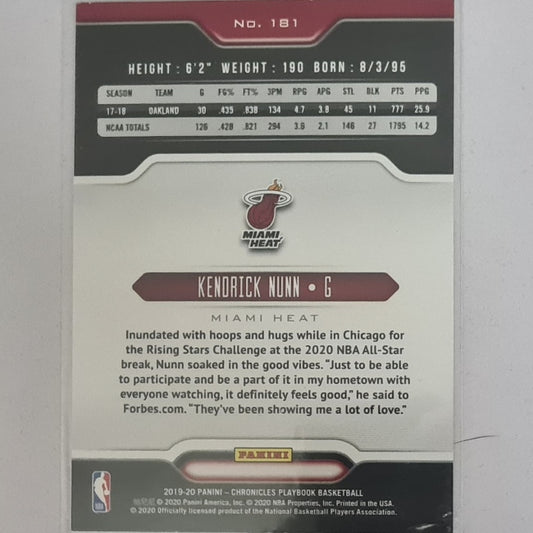 No. 181
HEIGHT: 6'2" WEIGHT: 190 BORN: 8/3/95
SEASON TEAM G FG% FT% 3PM RPG APG STL BLK PTS PPG
17-18 OAKLAND 30 .435 .838 134 4.7 3.8 45 11 777 25.9
NCAA TOTALS 126 .428 .821 294 3.6 2.1 146 27 1795 14.2
MIAMI
HEAT
KENDRICK NUNN • G
MIAMI HEAT
Inundated with hoops and hugs while in Chicago for
the Rising Stars Challenge at the 2020 NBA All-Star
break, Nunn soaked in the good vibes. “Just to be able
to participate and be a part of it in my hometown with
everyone watching, it definitely feels good,” he said to
Forbes.com. “They’ve been showing me a lot of love.”
PANINI
2019-20 PANINI – CHRONICLES PLAYBOOK BASKETBALL
© 2020 Panini America, Inc. © 2020 NBA Properties, Inc. Printed in the USA.
© 2020 Officially licensed product of the National Basketball Players Association.
NBA